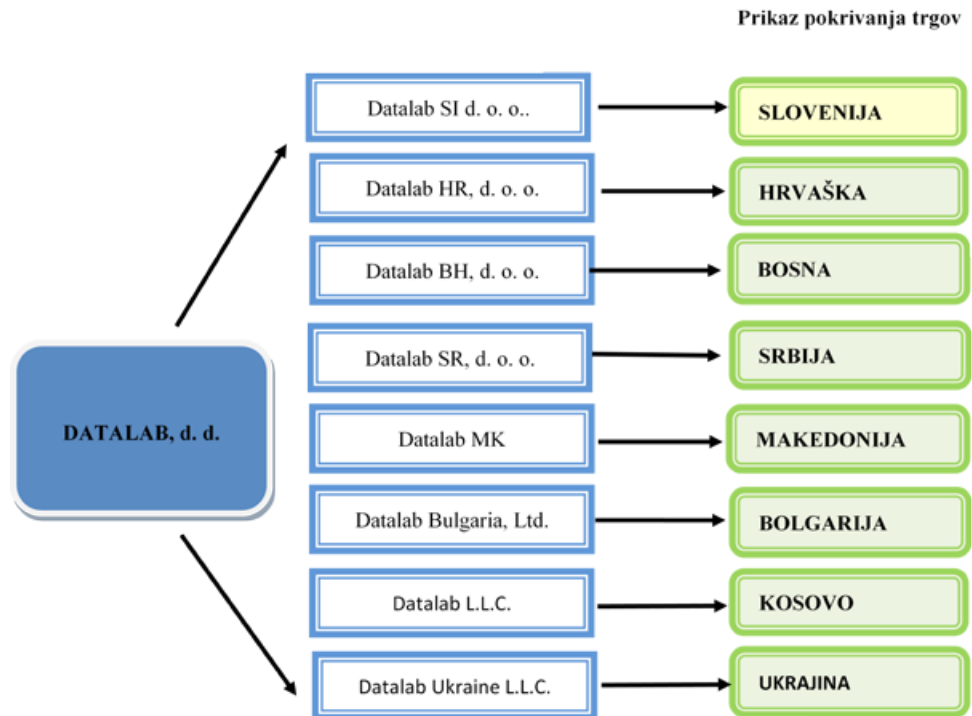 Prikaz pokrivanja trgov
Datalab SI d. o. o..
SLOVENIJA
Datalab HR, d. o. o.
HRVAŠKA
Datalab BH, d. o. o.
BOSNA
Datalab SR, d. o. o.
SRBIJA
DATALAB, d. d.
Datalab MK
MAKEDONIJA
Datalab Bulgaria, Ltd.
BOLGARIJA
Datalab L.L.C.
KOSOVO
Datalab Ukraine L.L.C.
UKRAJINA